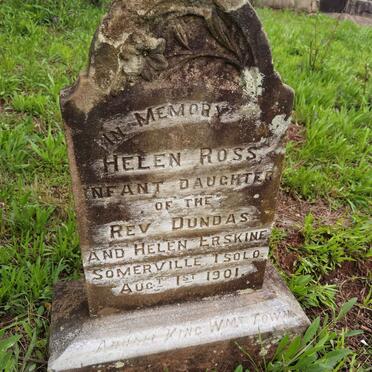 IN MEMORY
HELEN ROSS
INFANT DAUGHTER
OF THE
REV DUNDAS
AND HELEN ERSKINE
SOMERVILLE TSOLO.
AUGT 1ST 1901.
KING WMS TOWN